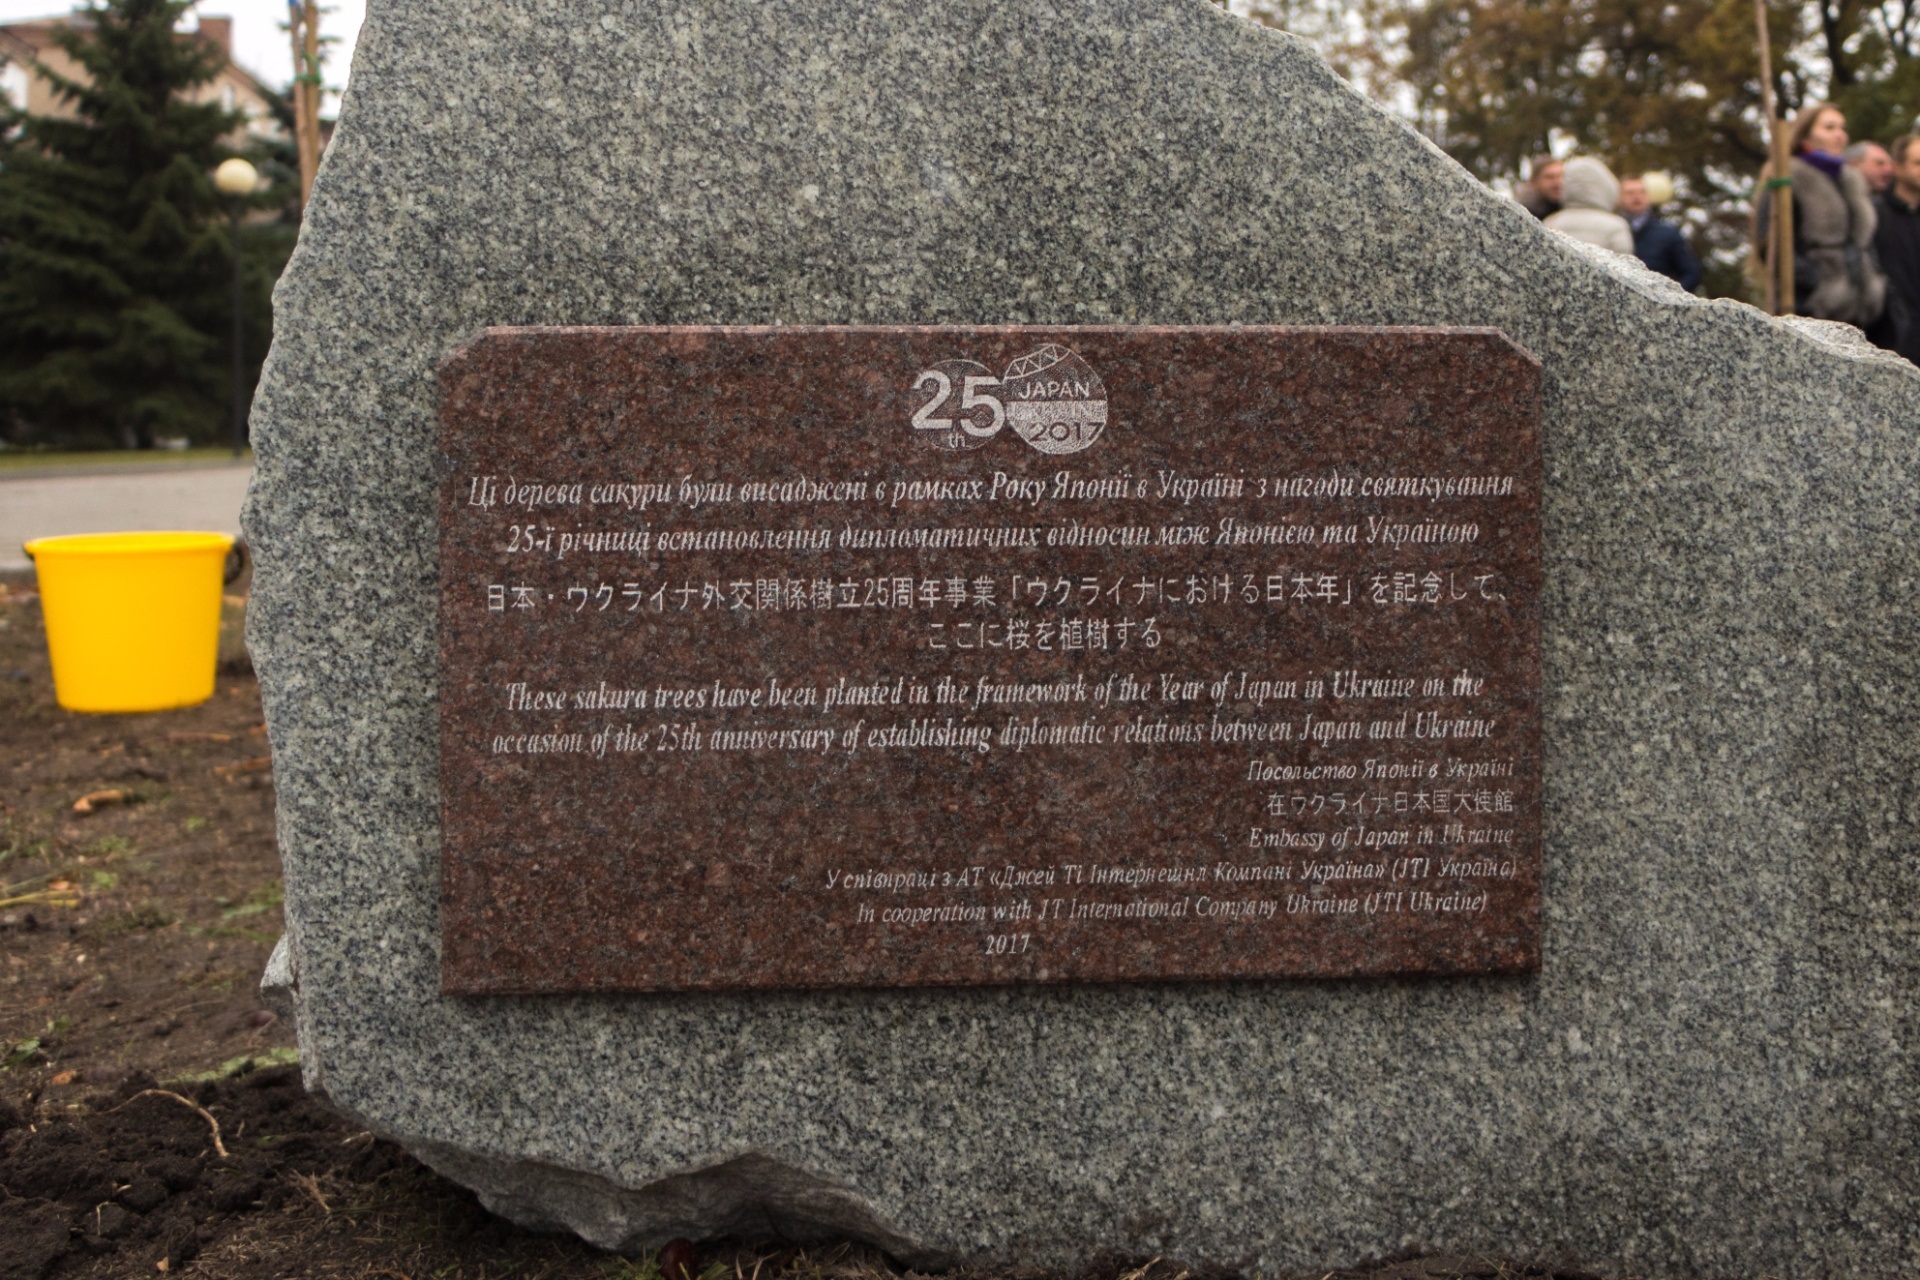 25th JAPAN
2017
Ці дерева сакури були висаджені в рамках Року Японії в Україні з нагоди святкування
25-ї річниці встановлення дипломатичних відносин між Японією та Україною
日本・ウクライナ外交関係樹立25周年事業「ウクライナにおける日本年」を記念して、
ここに桜を植樹する
These sakura trees have been planted in the framework of the Year of Japan in Ukraine on the
occasion of the 25th anniversary of establishing diplomatic relations between Japan and Ukraine
Посольство Японії в Україні
在ウクライナ日本国大使館
Embassy of Japan in Ukraine
У співпраці з АТ «Джей Ті Інтернешнл Компані Україна» (JTI Україна)
In cooperation with JT International Company Ukraine (JTI Ukraine)
2017